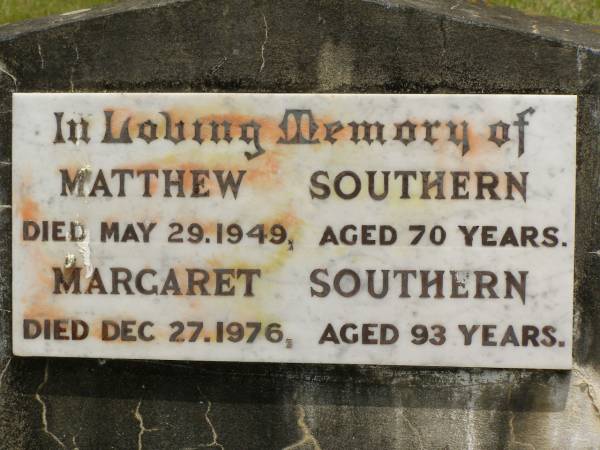 In Loving Memory of
MATTHEW SOUTHERN
DIED MAY 29.1949, AGED 70 YEARS.
MARGARET SOUTHERN
DIED DEC 27.1976, AGED 93 YEARS.